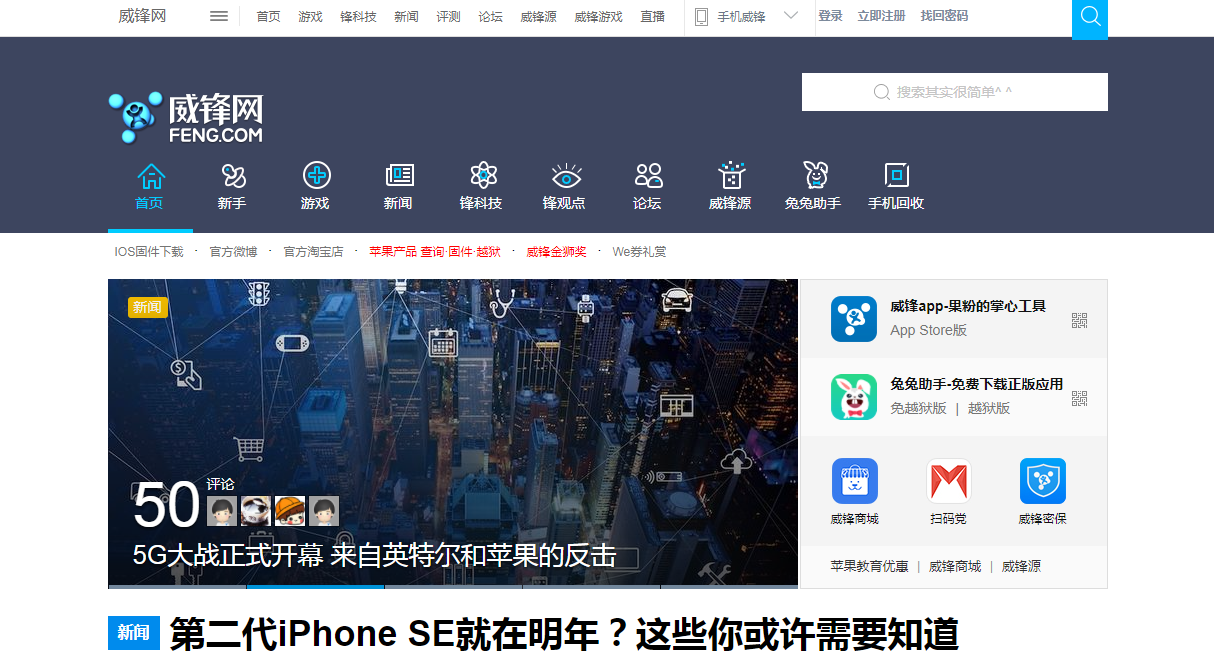 威锋网 首页 游戏 锋科技 新闻 评测 论坛 威锋源 威锋游戏 直播 手机威锋 登录 立即注册 找回密码
威锋网
FENG.COM
搜索其实很简单^ ^
首页 新手 游戏 新闻 锋科技 锋观点 论坛 威锋源 兔兔助手 手机回收
IOS固件下载 · 官方微博 · 官方淘宝店 · 苹果产品 查询·固件·越狱 · 威锋金狮奖 · We券礼赏
新闻
50 评论
5G大战正式开幕 来自英特尔和苹果的反击
威锋app-果粉的掌心工具
App Store版
兔兔助手-免费下载正版应用
免越狱版 | 越狱版
威锋商城 扫码党 威锋密保
苹果教育优惠 | 威锋商城 | 威锋源
新闻 第二代iPhone SE就在明年？这些你或许需要知道